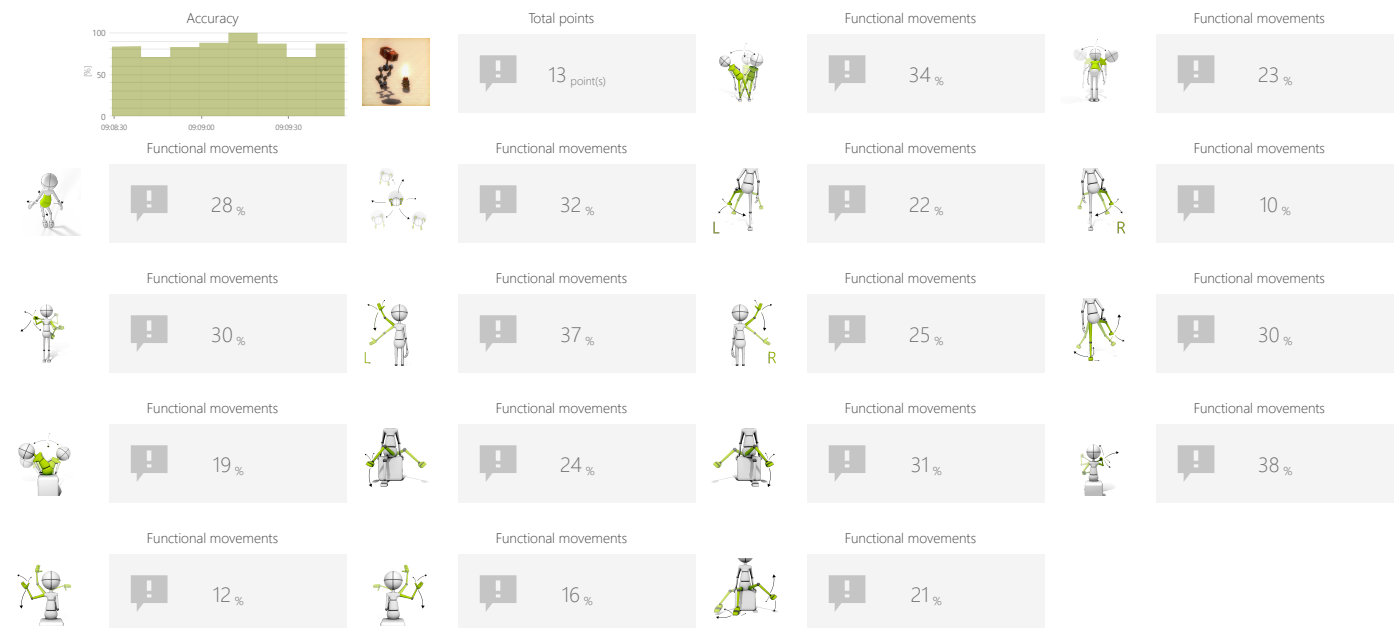 Accuracy
Total points
Functional movements
Functional movements
100
[%]
50
0
09:08:30
09:09:00
09:09:30
13 point(s)
34 %
23 %
Functional movements
Functional movements
Functional movements
Functional movements
28 %
32 %
L
22 %
R
10 %
Functional movements
Functional movements
Functional movements
Functional movements
30 %
L
37 %
R
25 %
30 %
Functional movements
Functional movements
Functional movements
Functional movements
19 %
24 %
31 %
38 %
Functional movements
Functional movements
Functional movements
12 %
16 %
21 %